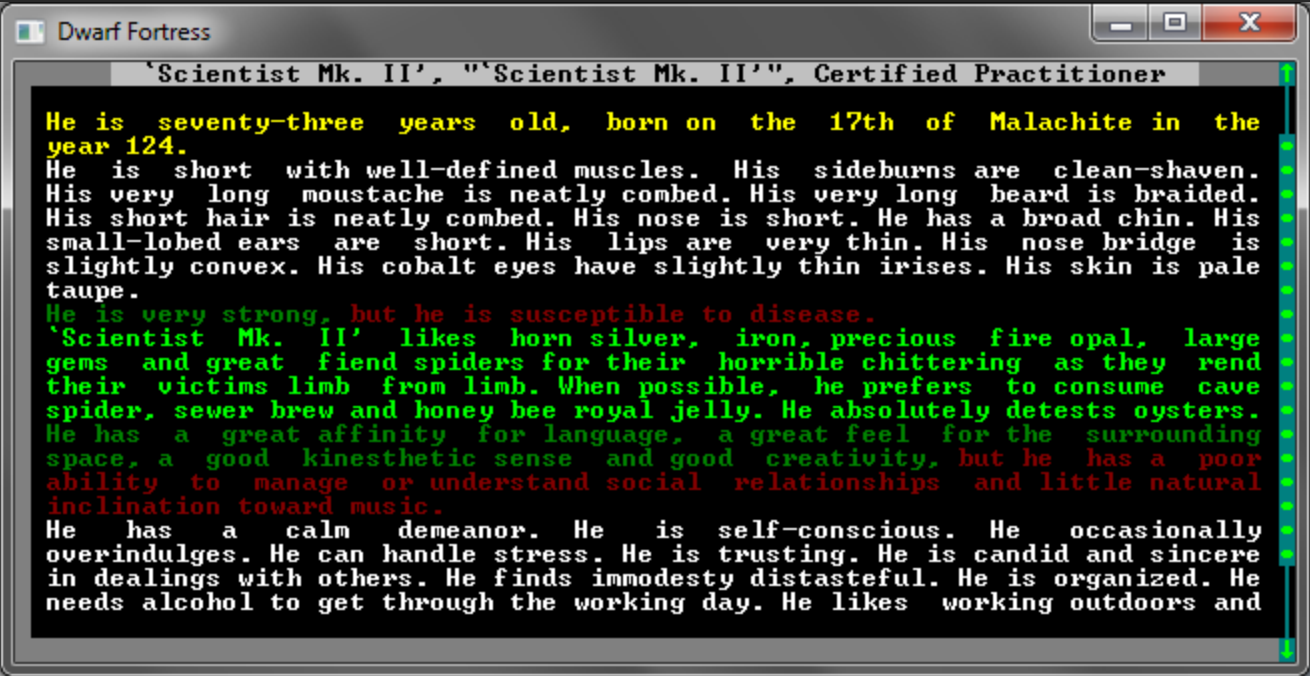 Dwarf Fortress
`Scientist Mk. II', "`Scientist Mk. II'", Certified Practitioner
He is seventy-three years old, born on the 17th of Malachite in the
year 124.
He is short with well-defined muscles. His sideburns are clean-shaven.
His very long moustache is neatly combed. His very long beard is braided.
His short hair is neatly combed. His nose is short. He has a broad chin. His
small-lobed ears are short. His lips are very thin. His nose bridge is
slightly convex. His cobalt eyes have slightly thin irises. His skin is pale
taupe.
He is very strong, but he is susceptible to disease.
`Scientist Mk. II' likes horn silver, iron, precious fire opal, large
gems and great fiend spiders for their horrible chittering as they rend
their victims limb from limb. When possible, he prefers to consume cave
spider, sewer brew and honey bee royal jelly. He absolutely detests oysters.
He has a great affinity for language, a great feel for the surrounding
space, a good kinesthetic sense and good creativity, but he has a poor
ability to manage or understand social relationships and little natural
inclination toward music.
He has a calm demeanor. He is self-conscious. He occasionally
overindulges. He can handle stress. He is trusting. He is candid and sincere
in dealings with others. He finds immodesty distasteful. He is organized. He
needs alcohol to get through the working day. He likes working outdoors and